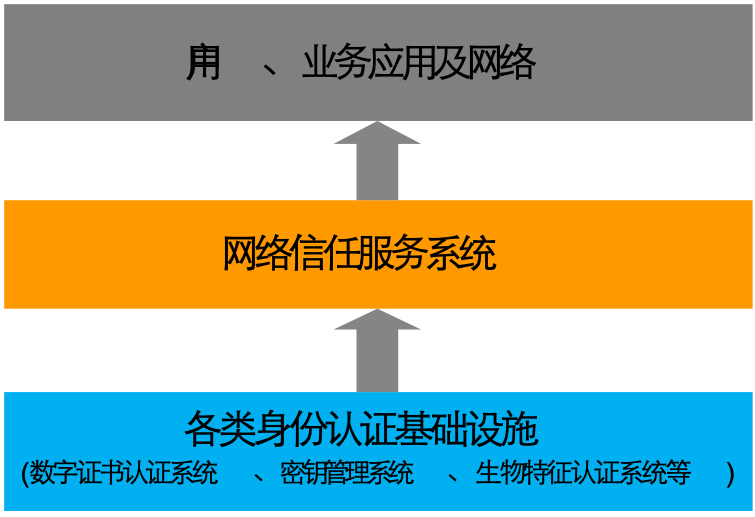 用户、业务应用及网络
网络信任服务系统
各类身份认证基础设施
(数字证书认证系统、密钥管理系统、生物特征认证系统等)